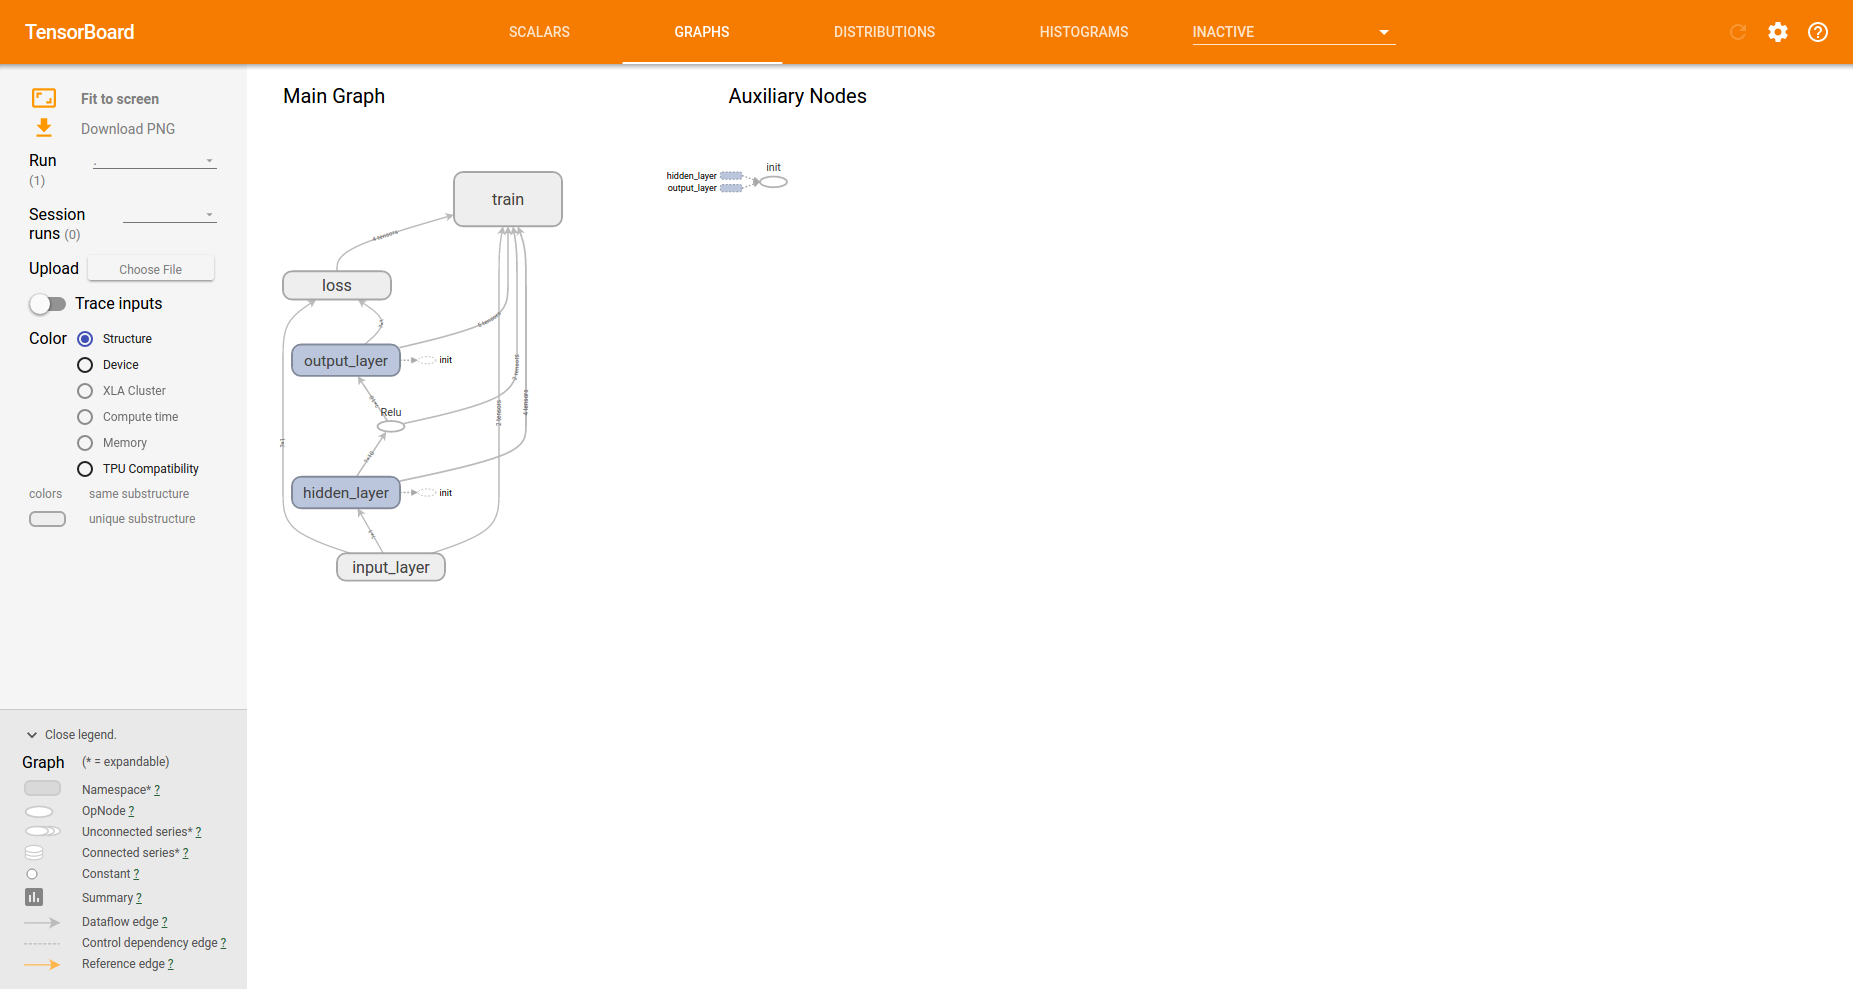 TensorBoard
SCALARS
GRAPHS
DISTRIBUTIONS
HISTOGRAMS
INACTIVE
Fit to screen
Download PNG
Run
(1)
.
Session
runs (0)
Upload
Choose File
Trace inputs
Color
Structure
Device
XLA Cluster
Compute time
Memory
TPU Compatibility
colors
same substructure
unique substructure
Close legend.
Graph
(* = expandable)
Namespace* ?
OpNode ?
Unconnected series* ?
Connected series* ?
Constant ?
Summary ?
Dataflow edge ?
Control dependency edge ?
Reference edge ?
Main Graph
train
4 tensors
loss
5 tensors
output_layer
init
Relu
2 tensors
4 tensors
hidden_layer
init
input_layer
Auxiliary Nodes
init
hidden_layer
output_layer